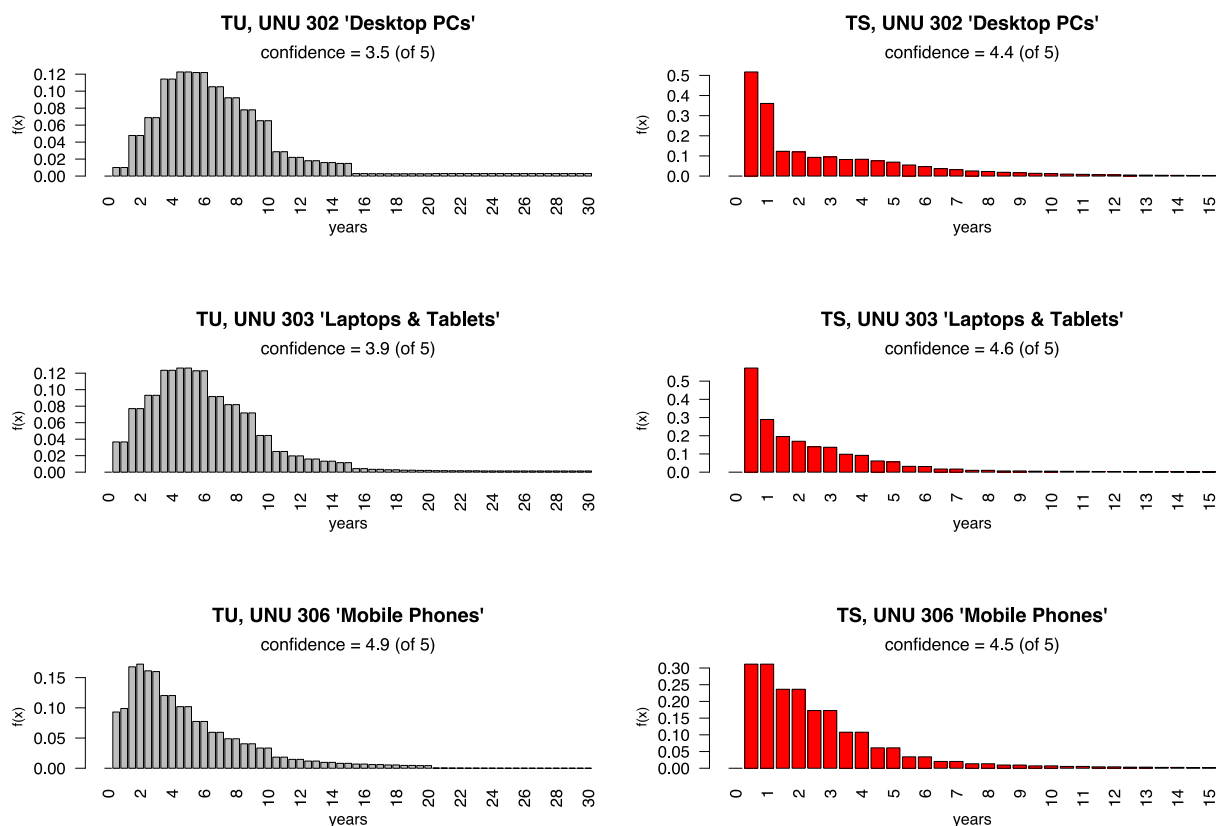 TU, UNU 302 'Desktop PCs'
confidence = 3.5 (of 5)
f(x)
0.12
0.10
0.08
0.06
0.04
0.02
0.00
0 2 4 6 8 10 12 14 16 18 20 22 24 26 28 30
years
TS, UNU 302 'Desktop PCs'
confidence = 4.4 (of 5)
f(x)
0.5
0.4
0.3
0.2
0.1
0.0
0 1 2 3 4 5 6 7 8 9 10 11 12 13 14 15
years
TU, UNU 303 'Laptops & Tablets'
confidence = 3.9 (of 5)
f(x)
0.12
0.10
0.08
0.06
0.04
0.02
0.00
0 2 4 6 8 10 12 14 16 18 20 22 24 26 28 30
years
TS, UNU 303 'Laptops & Tablets'
confidence = 4.6 (of 5)
f(x)
0.5
0.4
0.3
0.2
0.1
0.0
0 1 2 3 4 5 6 7 8 9 10 11 12 13 14 15
years
TU, UNU 306 'Mobile Phones'
confidence = 4.9 (of 5)
f(x)
0.15
0.10
0.05
0.00
0 2 4 6 8 10 12 14 16 18 20 22 24 26 28 30
years
TS, UNU 306 'Mobile Phones'
confidence = 4.5 (of 5)
f(x)
0.30
0.25
0.20
0.15
0.10
0.05
0.00
0 1 2 3 4 5 6 7 8 9 10 11 12 13 14 15
years